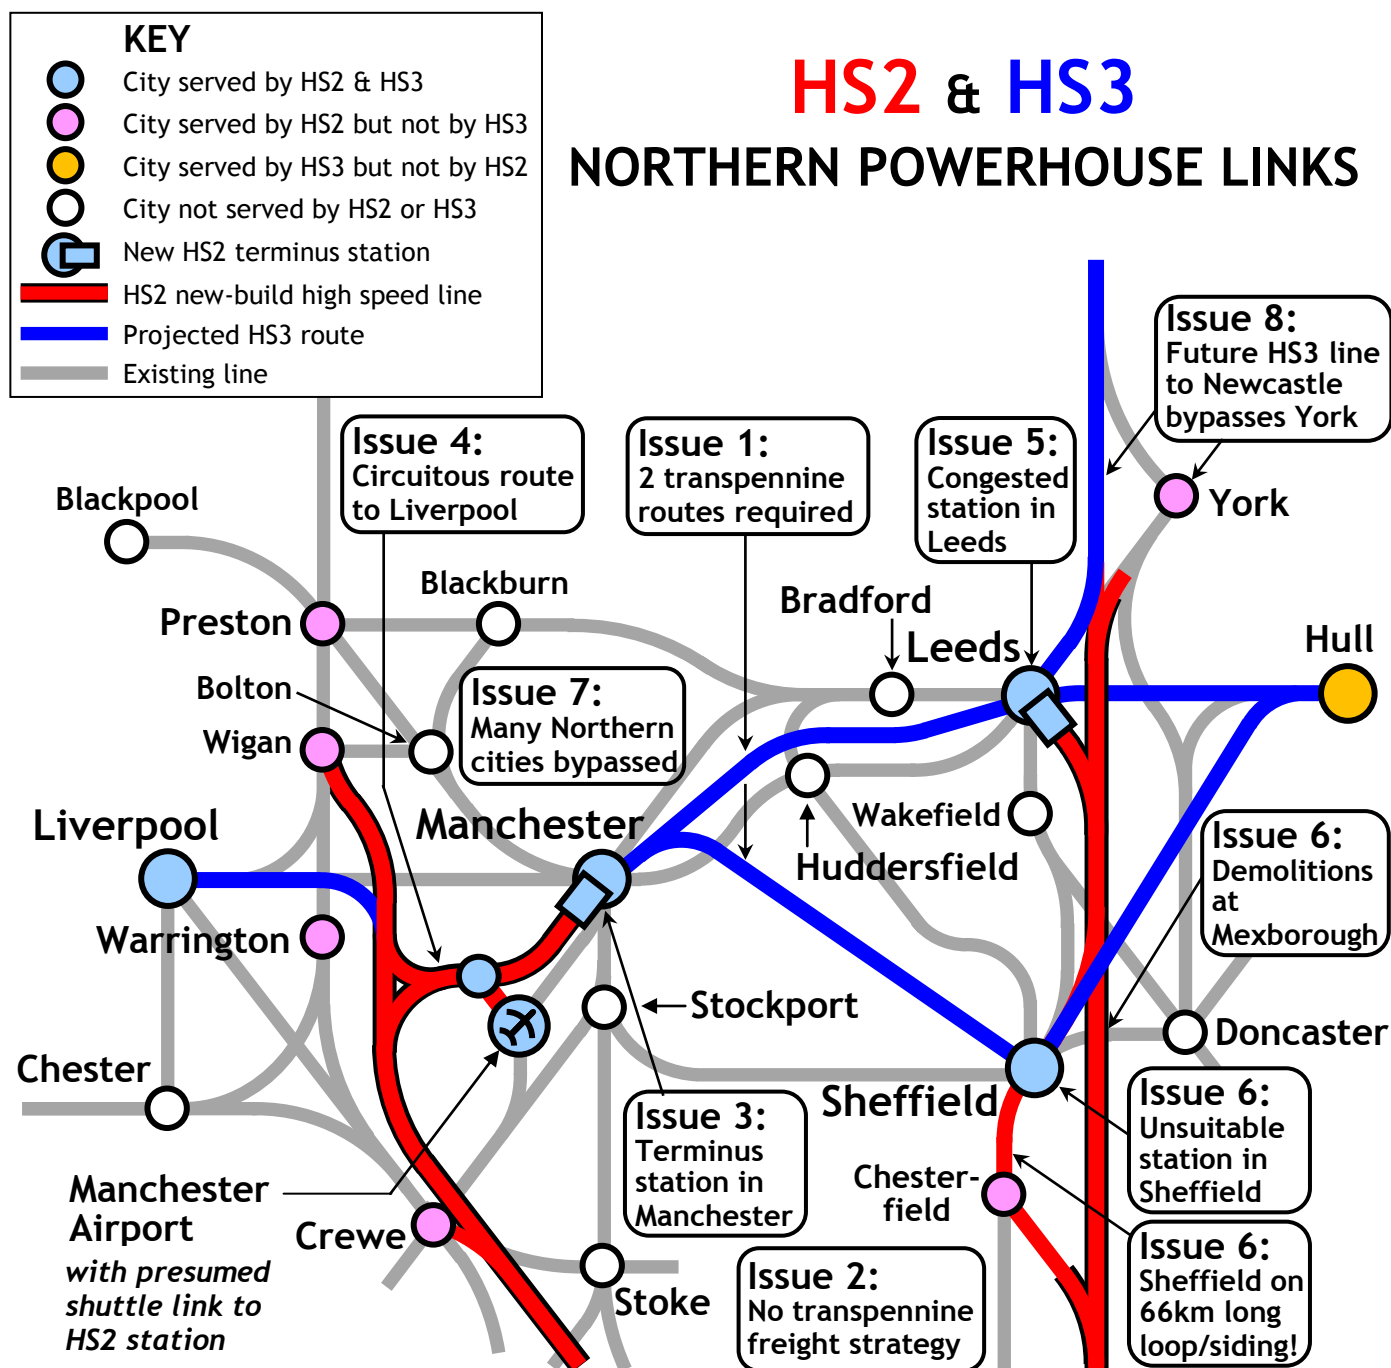 KEY
City served by HS2 & HS3
City served by HS2 but not by HS3
City served by HS3 but not by HS2
City not served by HS2 or HS3
New HS2 terminus station
HS2 new-build high speed line
Projected HS3 route
Existing line
HS2 & HS3
NORTHERN POWERHOUSE LINKS
Issue 8:
Future HS3 line
to Newcastle
bypasses York
Issue 4:
Circuitous route
to Liverpool
Issue 1:
2 transpennine
routes required
Issue 5:
Congested
station in
Leeds
Blackpool
York
Blackburn
Bradford
Preston
Leeds
Hull
Bolton
Issue 7:
Many Northern
cities bypassed
Wigan
Liverpool
Manchester
Wakefield
Huddersfield
Issue 6:
Demolitions
at
Mexborough
Warrington
Stockport
Doncaster
Chester
Sheffield
Issue 3:
Terminus
station in
Manchester
Issue 6:
Unsuitable
station in
Sheffield
Manchester
Airport
with presumed
shuttle link to
HS2 station
Crewe
Chester-
field
Stoke
Issue 2:
No transpennine
freight strategy
Issue 6:
Sheffield on
66km long
loop/siding!